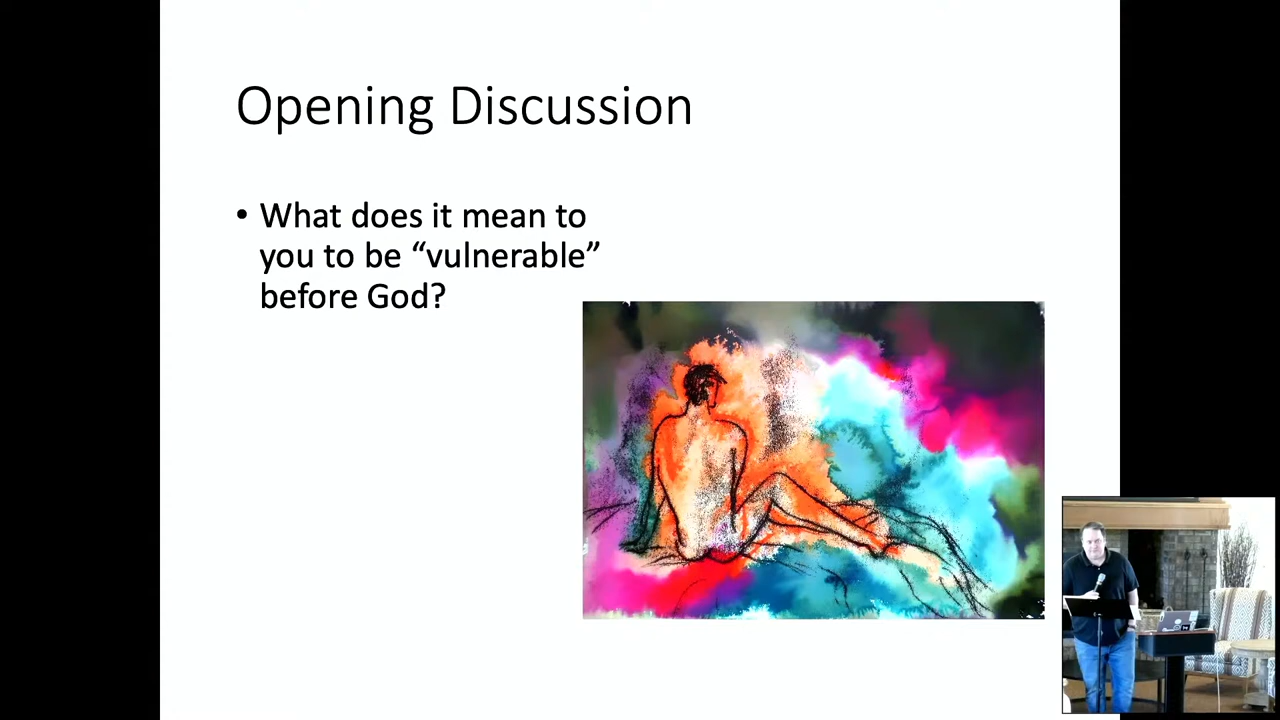 Opening Discussion
• What does it mean to
you to be “vulnerable”
before God?